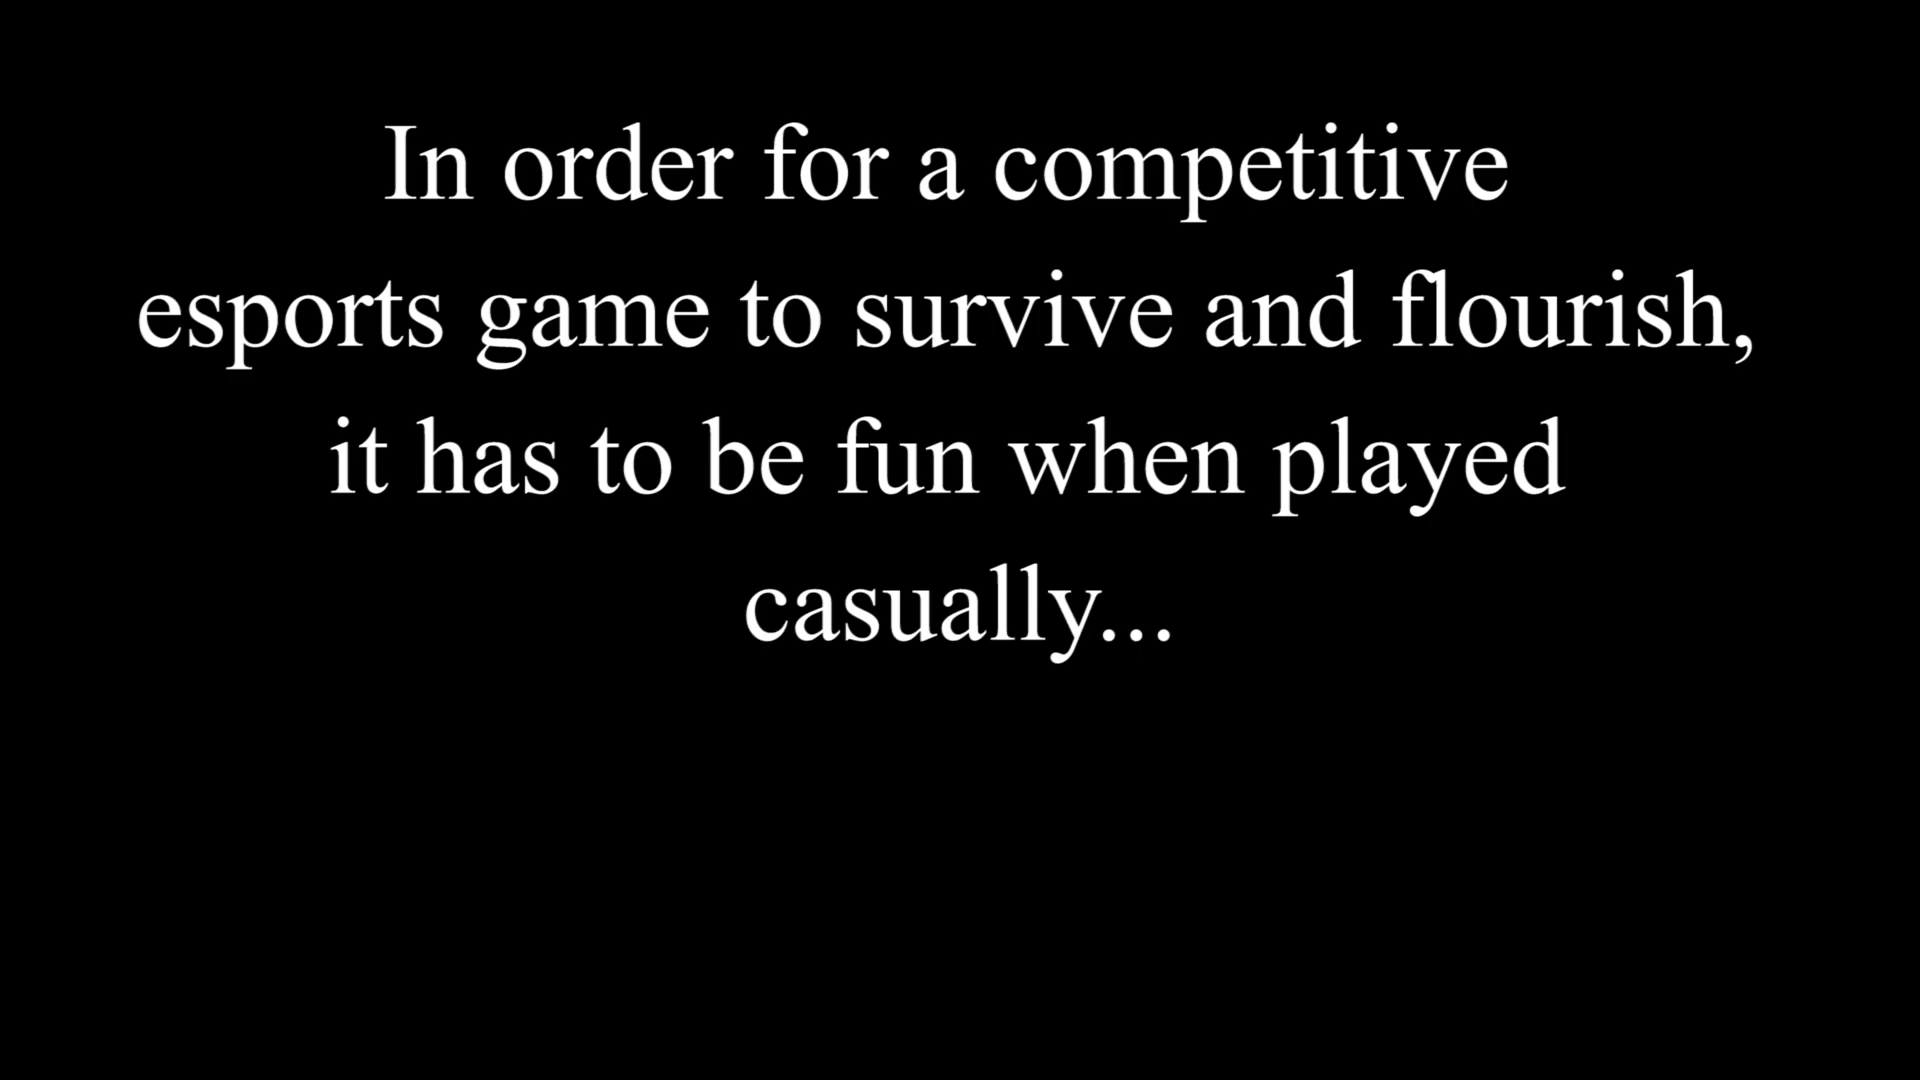 In order for a competitive
esports game to survive and flourish,
it has to be fun when played
casually...